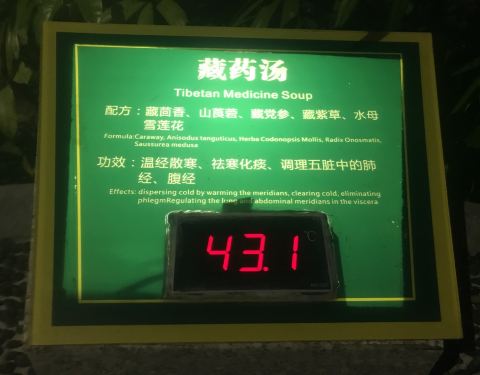 藏药汤
Tibetan Medicine Soup
配方：藏茴香、山莨菪、藏党参、藏紫草、水母
雪莲花
Formula:Caraway, Anisodus tanguticus, Herba Codonopsis Mollis, Radix Onosmatis,
Saussurea medusa
功效：温经散寒、祛寒化痰、调理五脏中的肺
经、腹经
Effects: dispersing cold by warming the meridians, clearing cold, eliminating
phlegmRegulating the lung and abdominal meridians in the viscera
43.1 ℃